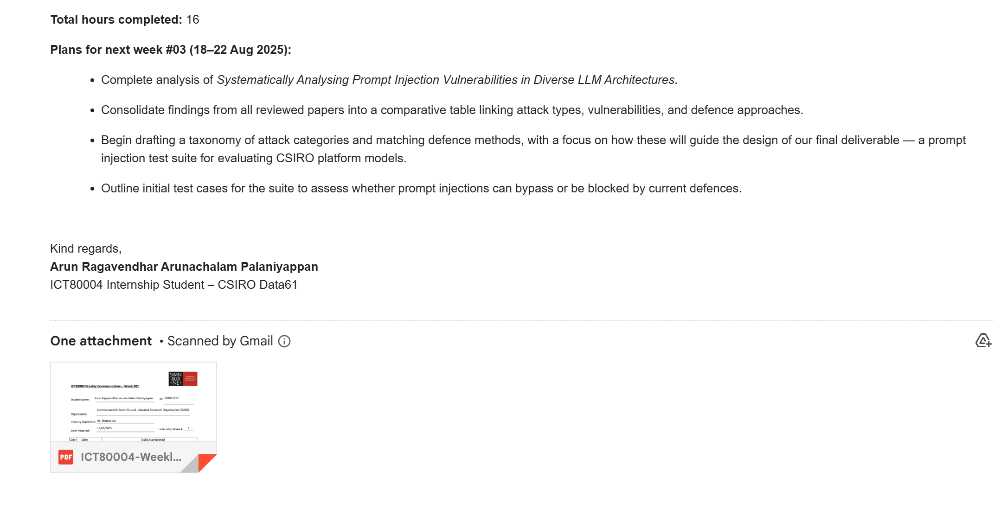 Total hours completed: 16
Plans for next week #03 (18–22 Aug 2025):
• Complete analysis of Systematically Analysing Prompt Injection Vulnerabilities in Diverse LLM Architectures.
• Consolidate findings from all reviewed papers into a comparative table linking attack types, vulnerabilities, and defence approaches.
• Begin drafting a taxonomy of attack categories and matching defence methods, with a focus on how these will guide the design of our final deliverable — a prompt
injection test suite for evaluating CSIRO platform models.
• Outline initial test cases for the suite to assess whether prompt injections can bypass or be blocked by current defences.
Kind regards,
Arun Ragavendhar Arunachalam Palaniyappan
ICT80004 Internship Student – CSIRO Data61
One attachment • Scanned by Gmail
SWIN
BUR
• NE •
ICT80004 Weekly Communication – Week #01
Student Name: Arun Ragavendhar Arunachalam Palaniyappan ID: 104837257
Organisation: Commonwealth Scientific and Industrial Research Organisation (CSIRO)
Industry Supervisor: Dr. Shigang Liu
Date Prepared: 15/08/2025 Internship Week #: 2
Day Date Task(s) completed
PDF ICT80004-Weekl...